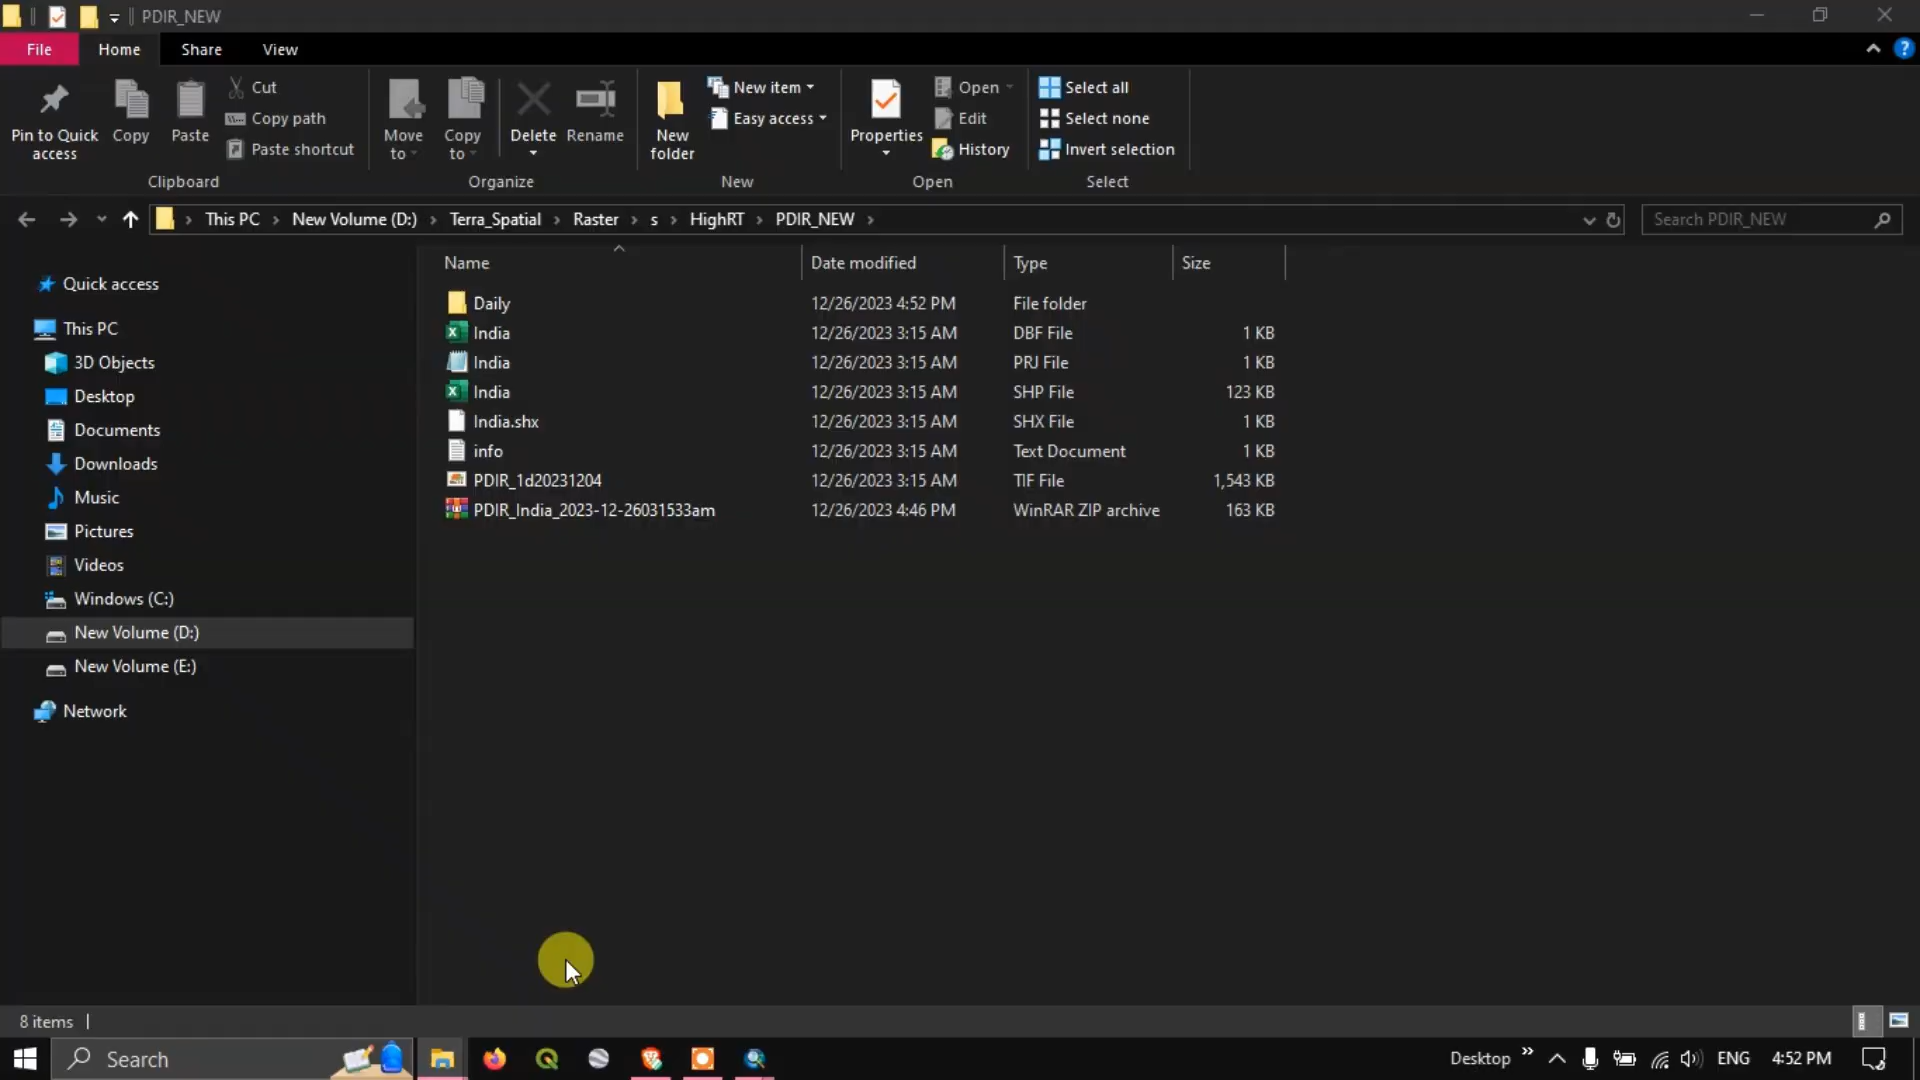 PDIR_NEW
File Home Share View
Pin to Quick access
Copy
Paste
Cut
Copy path
Paste shortcut
Clipboard
Move to
Copy to
Delete
Rename
Organize
New folder
New item
Easy access
New
Properties
Open
Edit
History
Open
Select all
Select none
Invert selection
Select
This PC New Volume (D:) Terra_Spatial Raster s HighRT PDIR_NEW
Search PDIR_NEW
Quick access
This PC
3D Objects
Desktop
Documents
Downloads
Music
Pictures
Videos
Windows (C:)
New Volume (D:)
New Volume (E:)
Network
Name Date modified Type Size
Daily 12/26/2023 4:52 PM File folder
India 12/26/2023 3:15 AM DBF File 1 KB
India 12/26/2023 3:15 AM PRJ File 1 KB
India 12/26/2023 3:15 AM SHP File 123 KB
India.shx 12/26/2023 3:15 AM SHX File 1 KB
info 12/26/2023 3:15 AM Text Document 1 KB
PDIR_1d20231204 12/26/2023 3:15 AM TIF File 1,543 KB
PDIR_India_2023-12-26031533am 12/26/2023 4:46 PM WinRAR ZIP archive 163 KB
8 items
Search
Desktop
ENG
4:52 PM